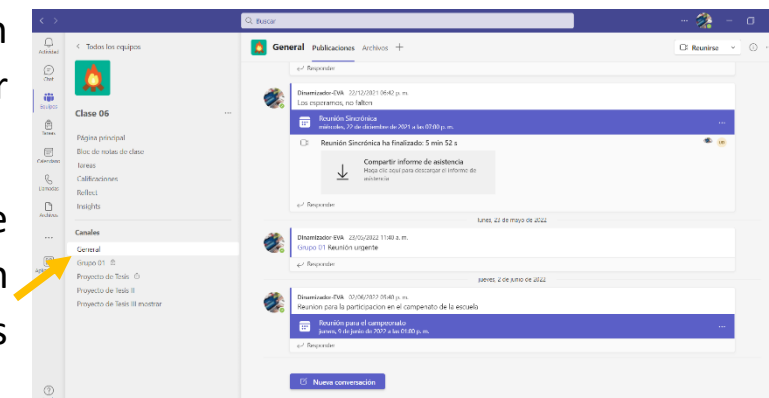 n
r
e
n
s
Buscar
Actividad
Chat
Equipos
Tareas
Calendario
Llamadas
Archivos
Todos los equipos
Clase 06
Página principal
Bloc de notas de clase
Tareas
Calificaciones
Reflect
Insights
Canales
General
Grupo 01
Proyecto de Tesis
Proyecto de Tesis II
Proyecto de Tesis III mostrar
General Publicaciones Archivos +
Reunirse
Responder
Dinamizador-EVA 22/12/2021 06:42 p. m.
Los esperamos, no falten
Reunión Sincrónica
miércoles, 22 de diciembre de 2021 a las 07:00 p. m.
Reunión Sincrónica ha finalizado: 5 min 52 s
Compartir informe de asistencia
Haga clic aquí para descargar el informe de
asistencia
Responder
lunes, 23 de mayo de 2022
Dinamizador-EVA 23/05/2022 11:40 a. m.
Grupo 01 Reunión urgente
Responder
jueves, 2 de junio de 2022
Dinamizador-EVA 02/06/2022 05:40 p. m.
Reunion para la participacion en el campenato de la escuela
Reunión para el campeonato
jueves, 9 de junio de 2022 a las 01:00 p. m.
Responder
Nueva conversación